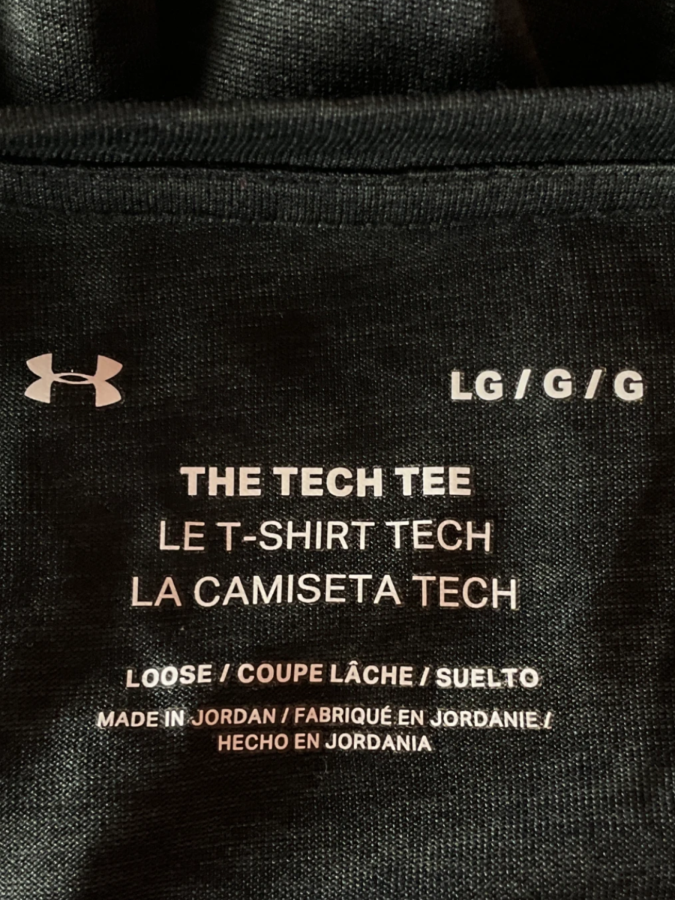 LG / G / G
THE TECH TEE
LE T-SHIRT TECH
LA CAMISETA TECH
LOOSE / COUPE LÂCHE / SUELTO
MADE IN JORDAN / FABRIQUÉ EN JORDANIE /
HECHO EN JORDANIA